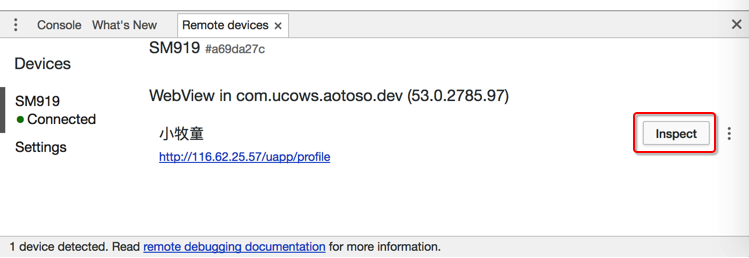 Console What's New Remote devices ×
SM919 #a69da27c
Devices
WebView in com.ucows.aotoso.dev (53.0.2785.97)
SM919
Connected
小牧童
Inspect
Settings
http://116.62.25.57/uapp/profile
1 device detected. Read remote debugging documentation for more information.